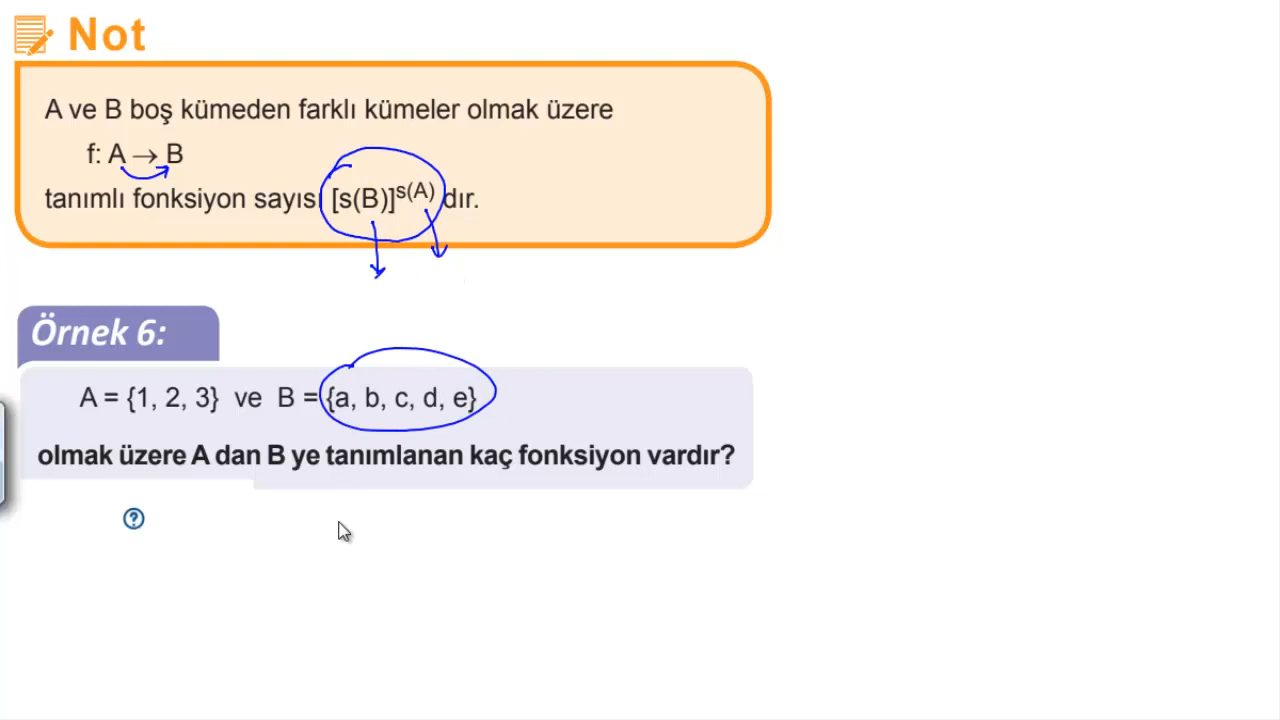 Not
A ve B boş kümeden farklı kümeler olmak üzere
f: A → B
tanımlı fonksiyon sayıs [s(B)]^s(A) dır.
Örnek 6:
A = {1, 2, 3} ve B = {a, b, c, d, e}
olmak üzere A dan B ye tanımlanan kaç fonksiyon vardır?
?